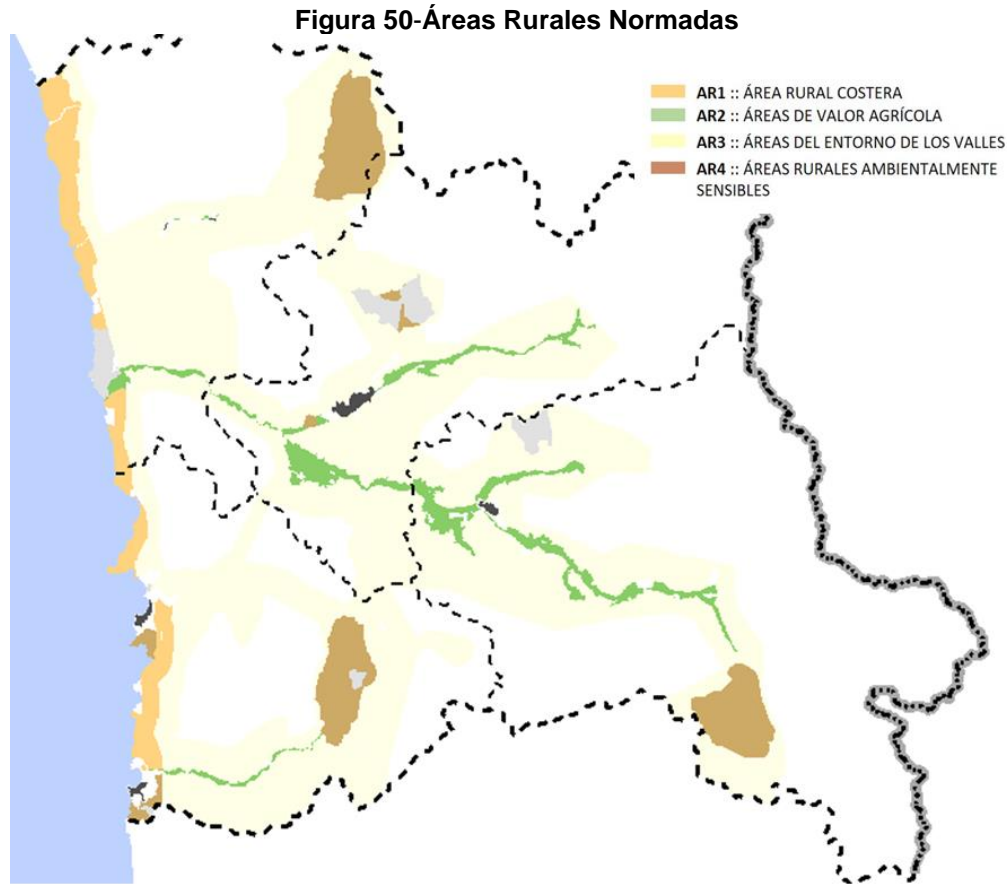 Figura 50-Áreas Rurales Normadas
AR1 :: ÁREA RURAL COSTERA
AR2 :: ÁREAS DE VALOR AGRÍCOLA
AR3 :: ÁREAS DEL ENTORNO DE LOS VALLES
AR4 :: ÁREAS RURALES AMBIENTALMENTE
SENSIBLES